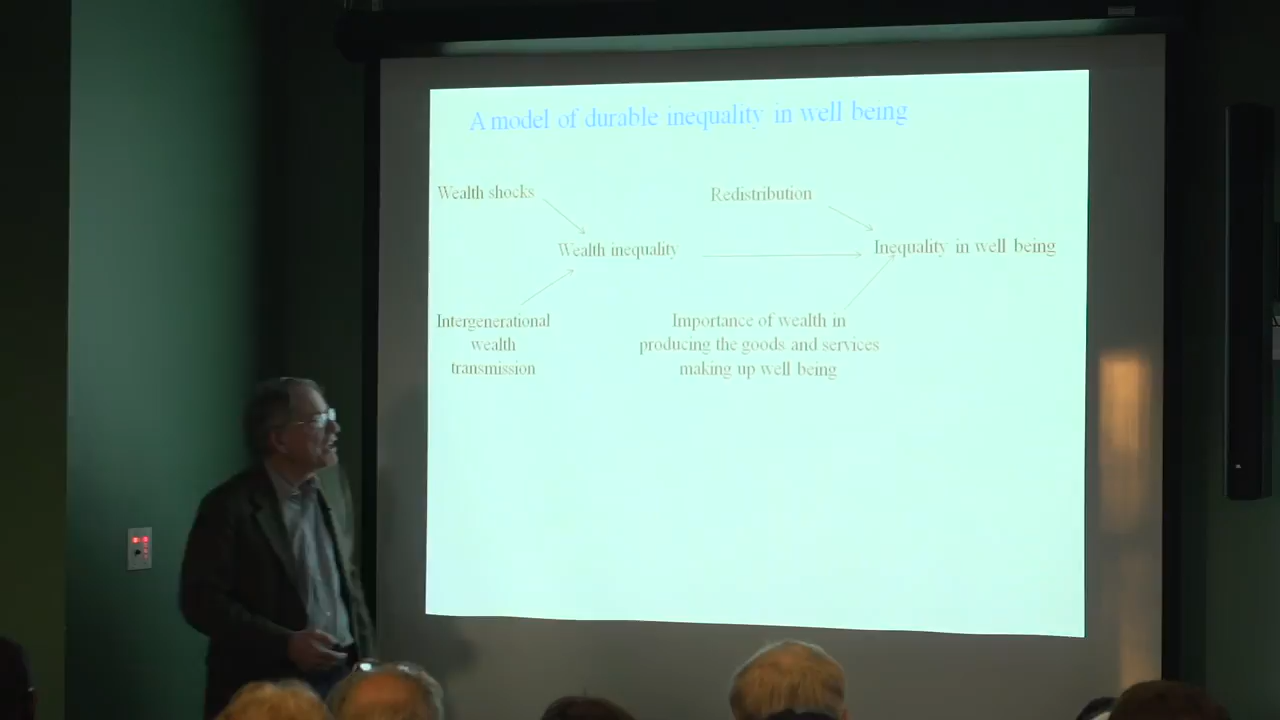 A model of durable inequality in well being
Wealth shocks
Redistribution
Wealth inequality
Inequality in well being
Intergenerational
wealth
transmission
Importance of wealth in
producing the goods and services
making up well being